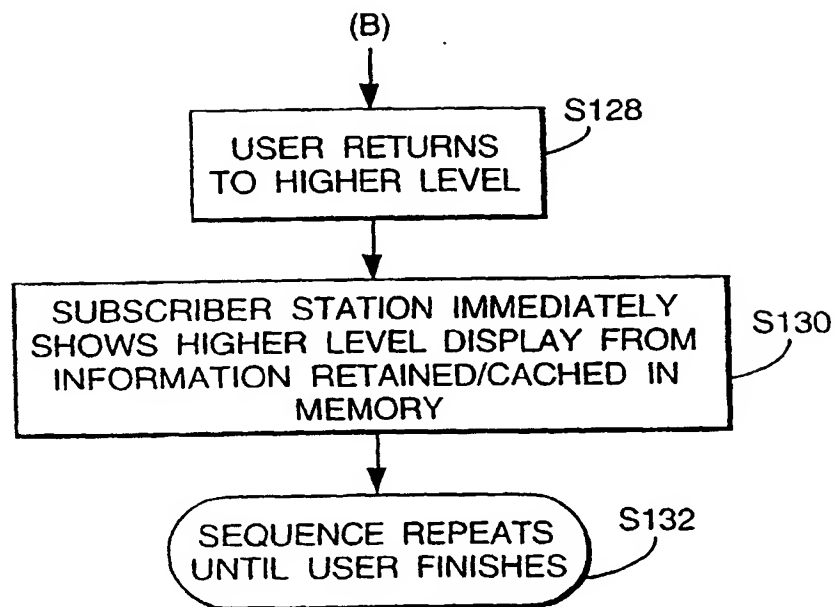 (B)
S128
USER RETURNS
TO HIGHER LEVEL
S130
SUBSCRIBER STATION IMMEDIATELY
SHOWS HIGHER LEVEL DISPLAY FROM
INFORMATION RETAINED/CACHED IN
MEMORY
S132
SEQUENCE REPEATS
UNTIL USER FINISHES